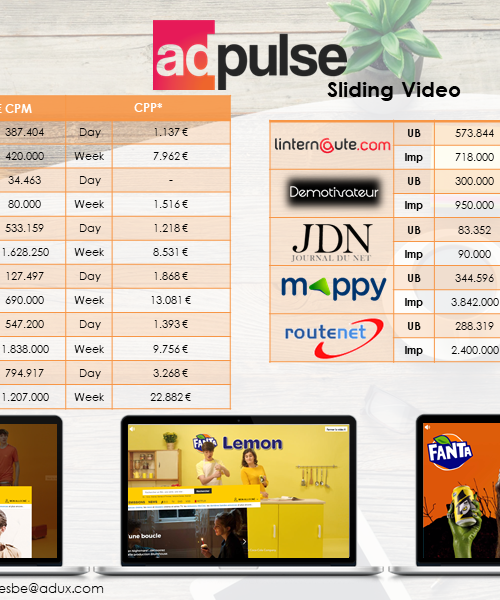 adpulse
Sliding Video
€ CPM CPP*
387.404 Day 1.137 €
420.000 Week 7.962 €
34.463 Day -
80.000 Week 1.516 €
533.159 Day 1.218 €
1.628.250 Week 8.531 €
127.497 Day 1.868 €
690.000 Week 13.081 €
547.200 Day 1.393 €
1.838.000 Week 9.756 €
794.917 Day 3.268 €
1.207.000 Week 22.882 €
linternaute.com UB 573.844
Imp 718.000
Demotivateur UB 300.000
Imp 950.000
JDN
JOURNAL DU NET UB 83.352
Imp 90.000
mappy UB 344.596
Imp 3.842.000
routenet UB 288.319
Imp 2.400.000
FANTA Lemon
'une boucle
FANTA
esbe@adux.com